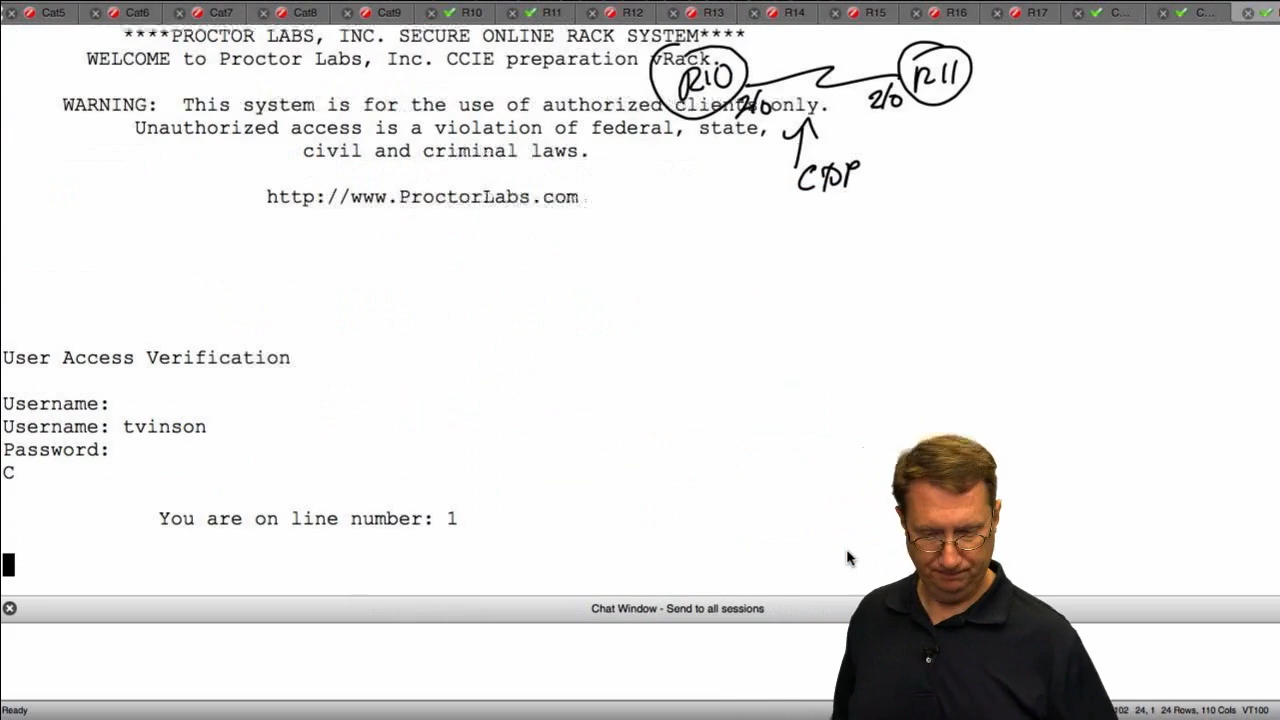 Cat5 Cat6 Cat7 Cat8 Cat9 R10 R11 R12 R13 R14 R15 R16 R17 C... C...
****PROCTOR LABS, INC. SECURE ONLINE RACK SYSTEM****
WELCOME to Proctor Labs, Inc. CCIE preparation vRack.
R10 R11
2/0 2/0
WARNING: This system is for the use of authorized clients only.
Unauthorized access is a violation of federal, state,
civil and criminal laws.
CDP
http://www.ProctorLabs.com
User Access Verification
Username:
Username: tvinson
Password:
C
You are on line number: 1
Chat Window - Send to all sessions
Ready 24, 1 24 Rows, 110 Cols VT100